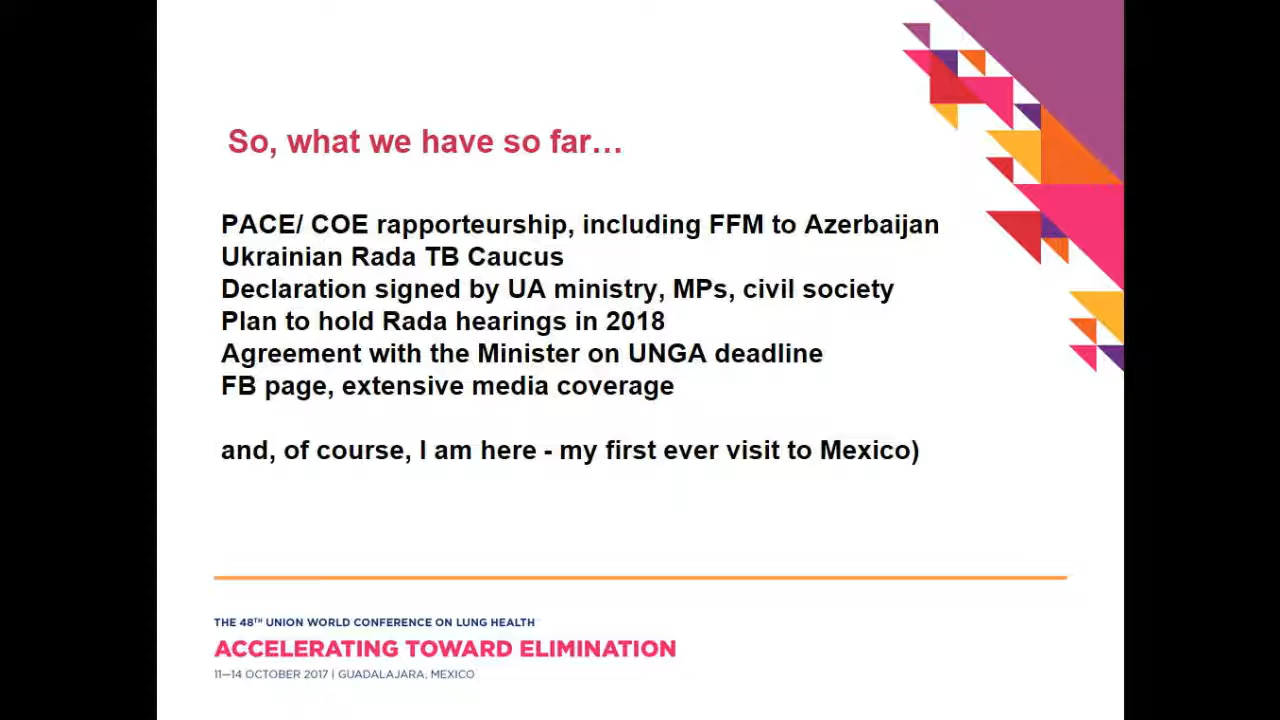 So, what we have so far...
PACE/ COE rapporteurship, including FFM to Azerbaijan
Ukrainian Rada TB Caucus
Declaration signed by UA ministry, MPs, civil society
Plan to hold Rada hearings in 2018
Agreement with the Minister on UNGA deadline
FB page, extensive media coverage
and, of course, I am here - my first ever visit to Mexico)
THE 48TH UNION WORLD CONFERENCE ON LUNG HEALTH
ACCELERATING TOWARD ELIMINATION
11—14 OCTOBER 2017 | GUADALAJARA, MEXICO